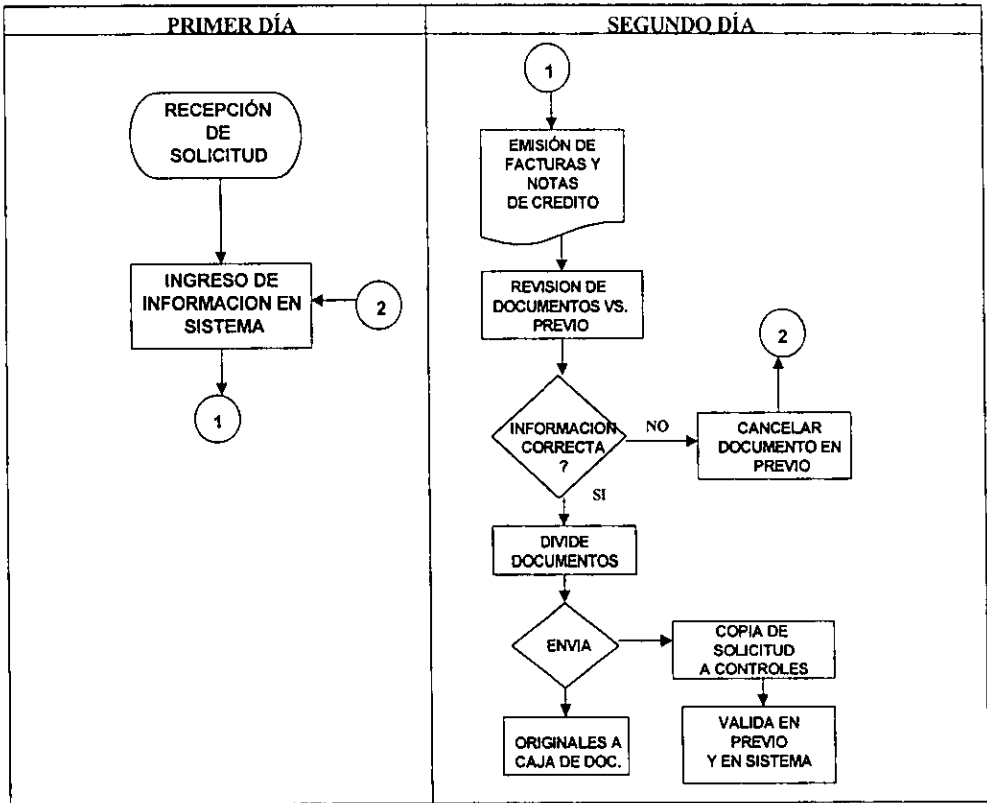 PRIMER DÍA
SEGUNDO DÍA
RECEPCIÓN
DE
SOLICITUD
INGRESO DE
INFORMACION EN
SISTEMA
2
1
1
EMISIÓN DE
FACTURAS Y
NOTAS
DE CREDITO
REVISION DE
DOCUMENTOS VS.
PREVIO
INFORMACION
CORRECTA
?
NO
SI
2
CANCELAR
DOCUMENTO EN
PREVIO
DIVIDE
DOCUMENTOS
ENVIA
COPIA DE
SOLICITUD
A CONTROLES
ORIGINALES A
CAJA DE DOC.
VALIDA EN
PREVIO
Y EN SISTEMA